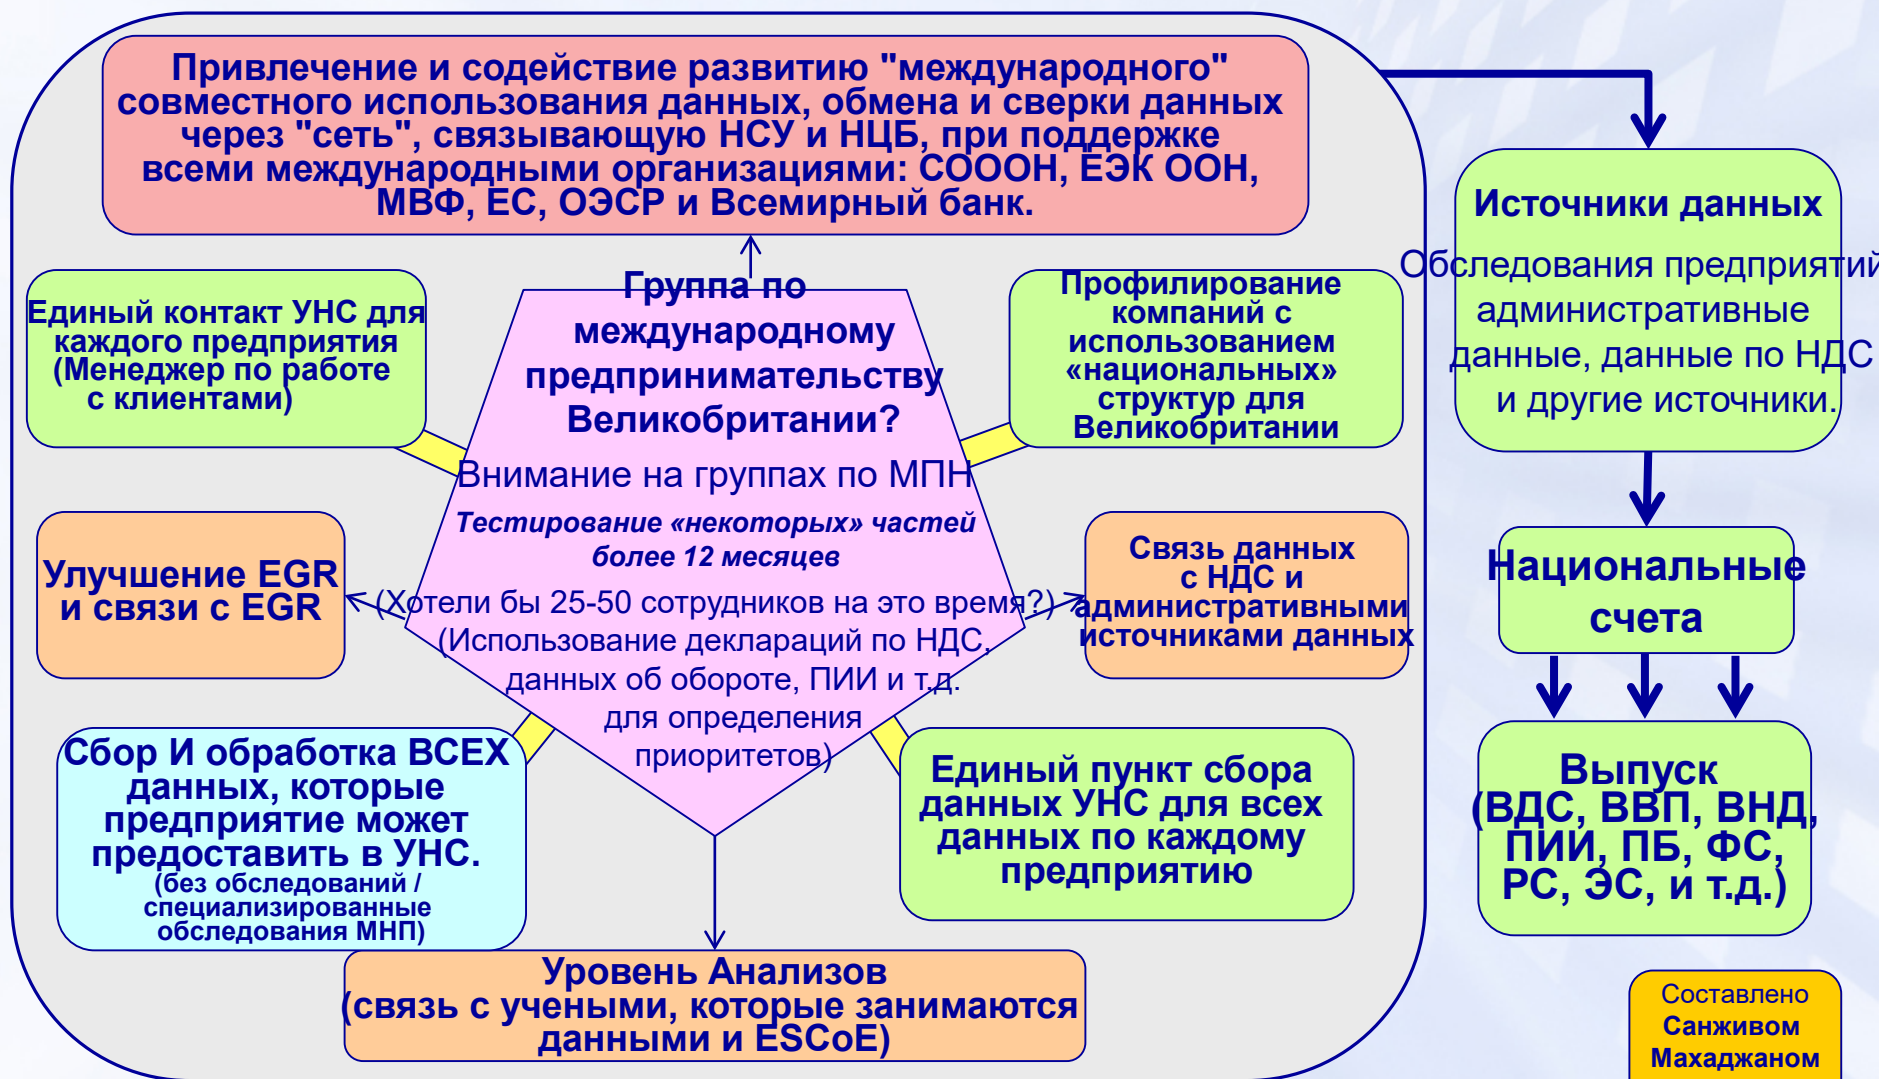 Привлечение и содействие развитию "международного"
совместного использования данных, обмена и сверки данных
через "сеть", связывающую НСУ и НЦБ, при поддержке
всеми международными организациями: СОООН, ЕЭК ООН,
МВФ, ЕС, ОЭСР и Всемирный банк.
Единый контакт УНС для
каждого предприятия
(Менеджер по работе
с клиентами)
Группа по
международному
предпринимательству
Великобритании?
Внимание на группах по МПН
Тестирование «некоторых» частей
более 12 месяцев
(Хотели бы 25-50 сотрудников на это время?)
(Использование деклараций по НДС,
данных об обороте, ПИИ и т.д.
для определения
приоритетов)
Профилирование
компаний с
использованием
«национальных»
структур для
Великобритании
Улучшение EGR
и связи с EGR
Связь данных
с НДС и
административными
источниками данных
Сбор И обработка ВСЕХ
данных, которые
предприятие может
предоставить в УНС.
(без обследований /
специализированные
обследования МНП)
Единый пункт сбора
данных УНС для всех
данных по каждому
предприятию
Уровень Анализов
(связь с учеными, которые занимаются
данными и ESCoE)
Источники данных
Обследования предприятий
административные
данные, данные по НДС
и другие источники.
Национальные
счета
Выпуск
(ВДС, ВВП, ВНД,
ПИИ, ПБ, ФС,
РС, ЭС, и т.д.)
Составлено
Санживом
Махаджаном